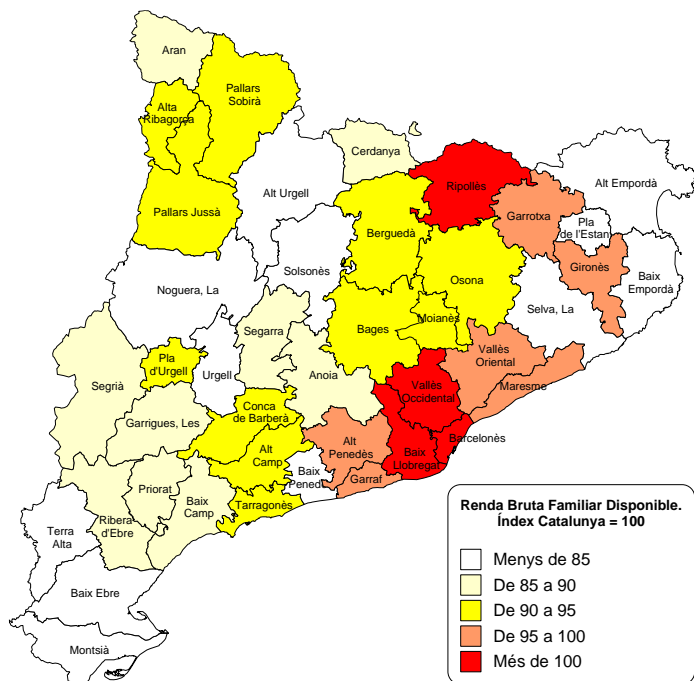 Aran
Pallars
Sobirà
Alta
Ribagorça
Cerdanya
Ripollès
Alt Empordà
Alt Urgell
Garrotxa
Pallars Jussà
Pla
de l'Estan
Berguedà
Gironès
Solsonès
Baix
Empordà
Osona
Noguera, La
Selva, La
Moianès
Segarra
Bages
Vallès
Oriental
Pla
d'Urgell
Urgell
Anoia
Segrià
Vallès
Occidental
Maresme
Conca
de Barberà
Garrigues, Les
Alt
Penedès
Barcelonès
Alt
Camp
Baix
Llobregat
Baix
Pened
Garraf
Priorat
Baix
Camp
Tarragonès
Ribera
d'Ebre
Terra
Alta
Baix Ebre
Montsià
Renda Bruta Familiar Disponible.
Índex Catalunya = 100
Menys de 85
De 85 a 90
De 90 a 95
De 95 a 100
Més de 100